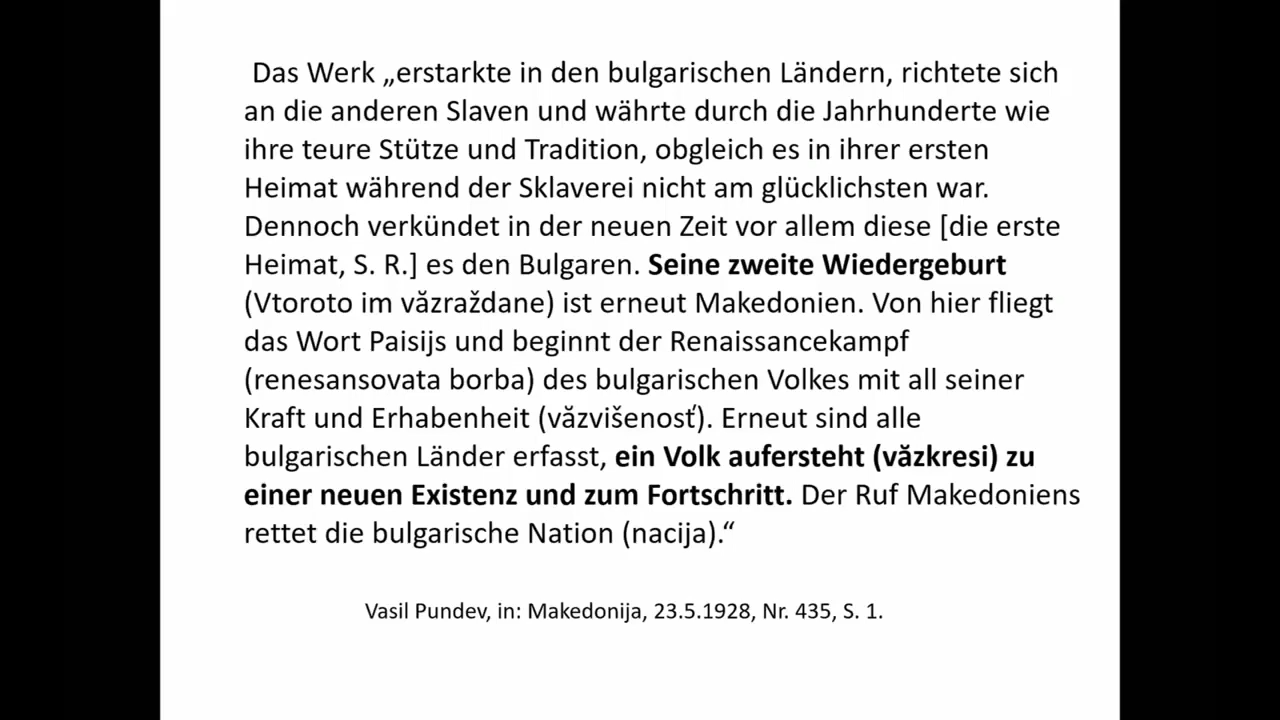 Das Werk „erstarkte in den bulgarischen Ländern, richtete sich
an die anderen Slaven und währte durch die Jahrhunderte wie
ihre teure Stütze und Tradition, obgleich es in ihrer ersten
Heimat während der Sklaverei nicht am glücklichsten war.
Dennoch verkündet in der neuen Zeit vor allem diese [die erste
Heimat, S. R.] es den Bulgaren. Seine zweite Wiedergeburt
(Vtoroto im văzraždane) ist erneut Makedonien. Von hier fliegt
das Wort Paisijs und beginnt der Renaissancekampf
(renesansovata borba) des bulgarischen Volkes mit all seiner
Kraft und Erhabenheit (văzvišenosť). Erneut sind alle
bulgarischen Länder erfasst, ein Volk aufersteht (văzkresi) zu
einer neuen Existenz und zum Fortschritt. Der Ruf Makedoniens
rettet die bulgarische Nation (nacija).“
Vasil Pundev, in: Makedonija, 23.5.1928, Nr. 435, S. 1.